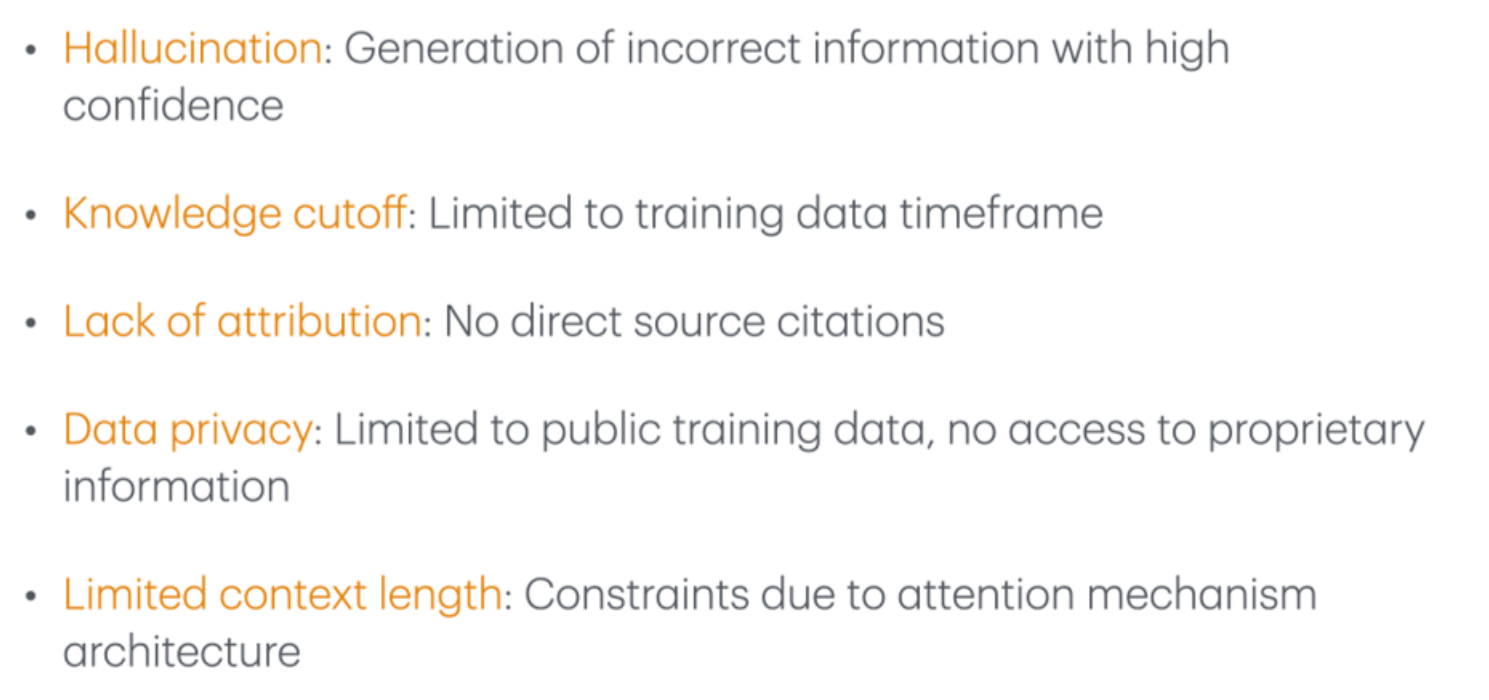 • Hallucination: Generation of incorrect information with high
confidence
• Knowledge cutoff: Limited to training data timeframe
• Lack of attribution: No direct source citations
• Data privacy: Limited to public training data, no access to proprietary
information
• Limited context length: Constraints due to attention mechanism
architecture